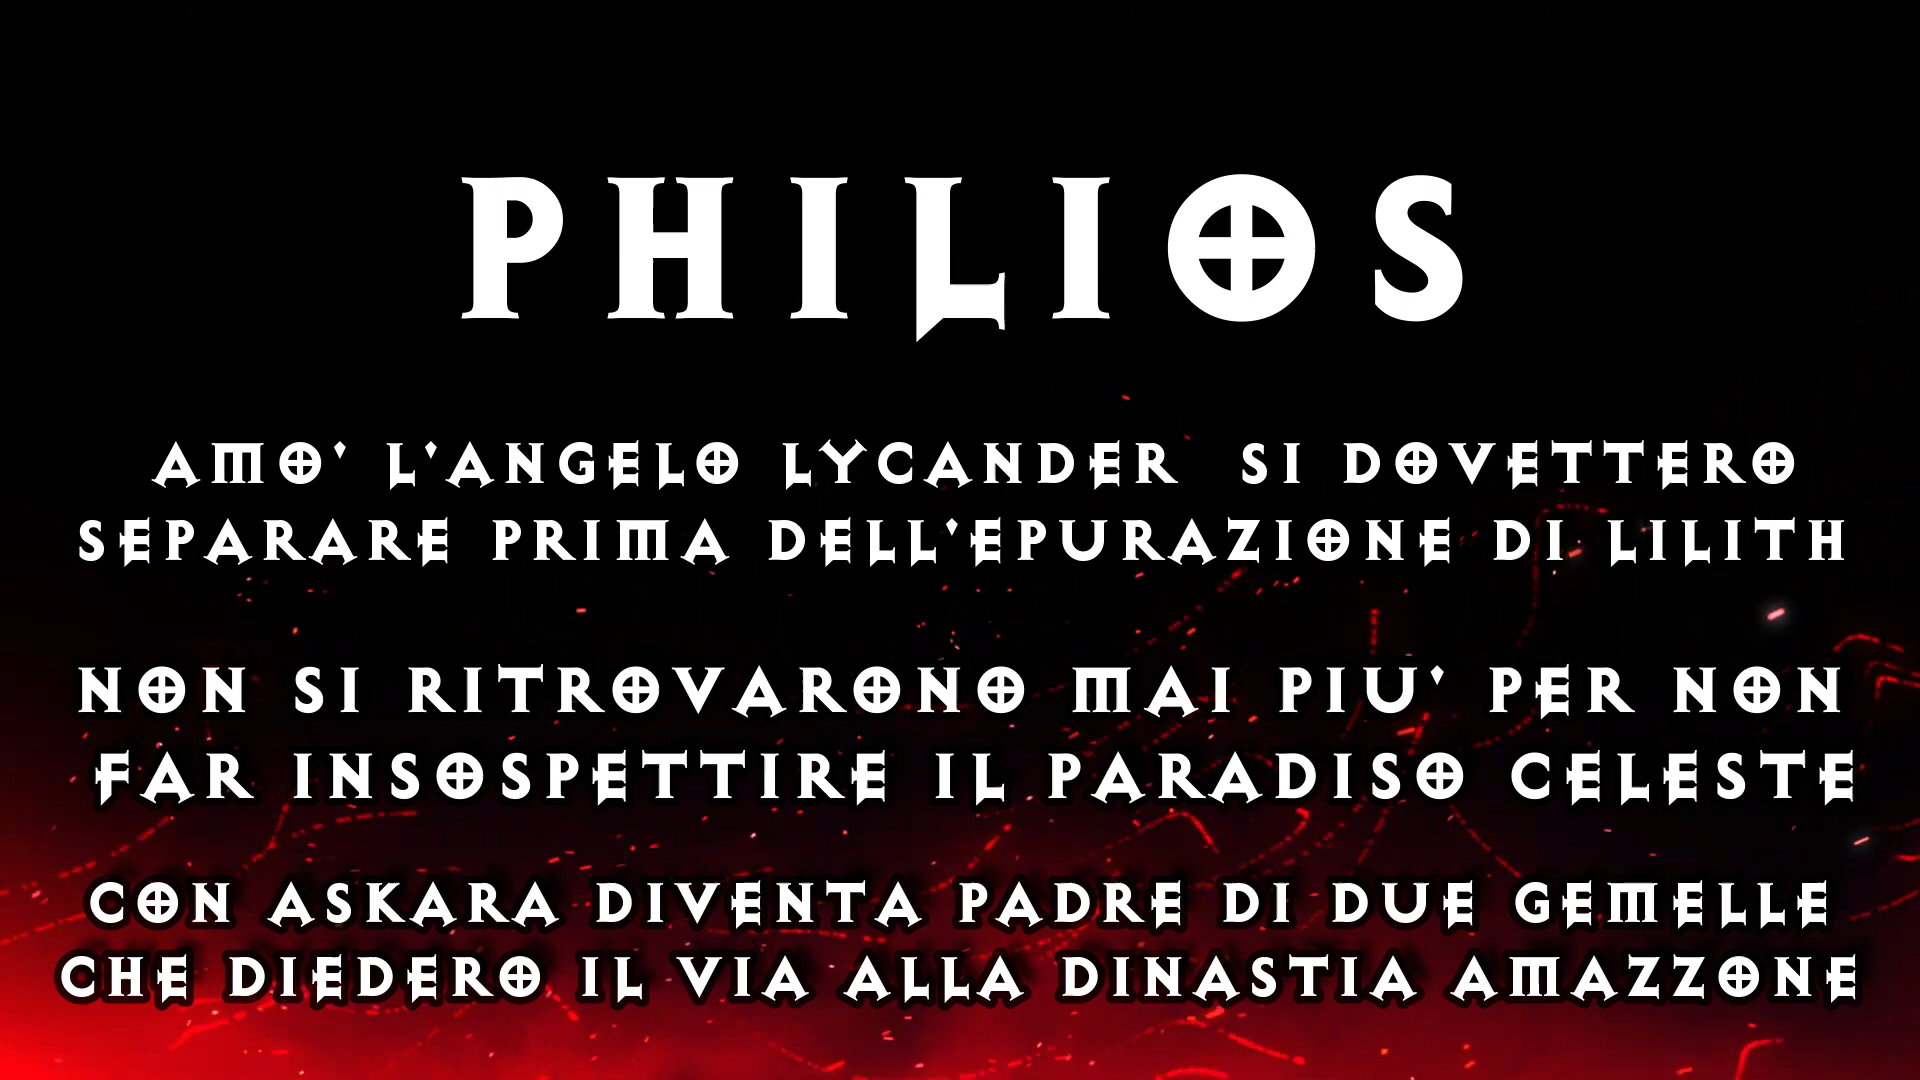 PHILIOS
AMO' L'ANGELO LYCANDER SI DOVETTERO
SEPARARE PRIMA DELL'EPURAZIONE DI LILITH
NON SI RITROVARONO MAI PIU' PER NON
FAR INSOSPETTIRE IL PARADISO CELESTE
CON ASKARA DIVENTA PADRE DI DUE GEMELLE
CHE DIEDERO IL VIA ALLA DINASTIA AMAZZONE